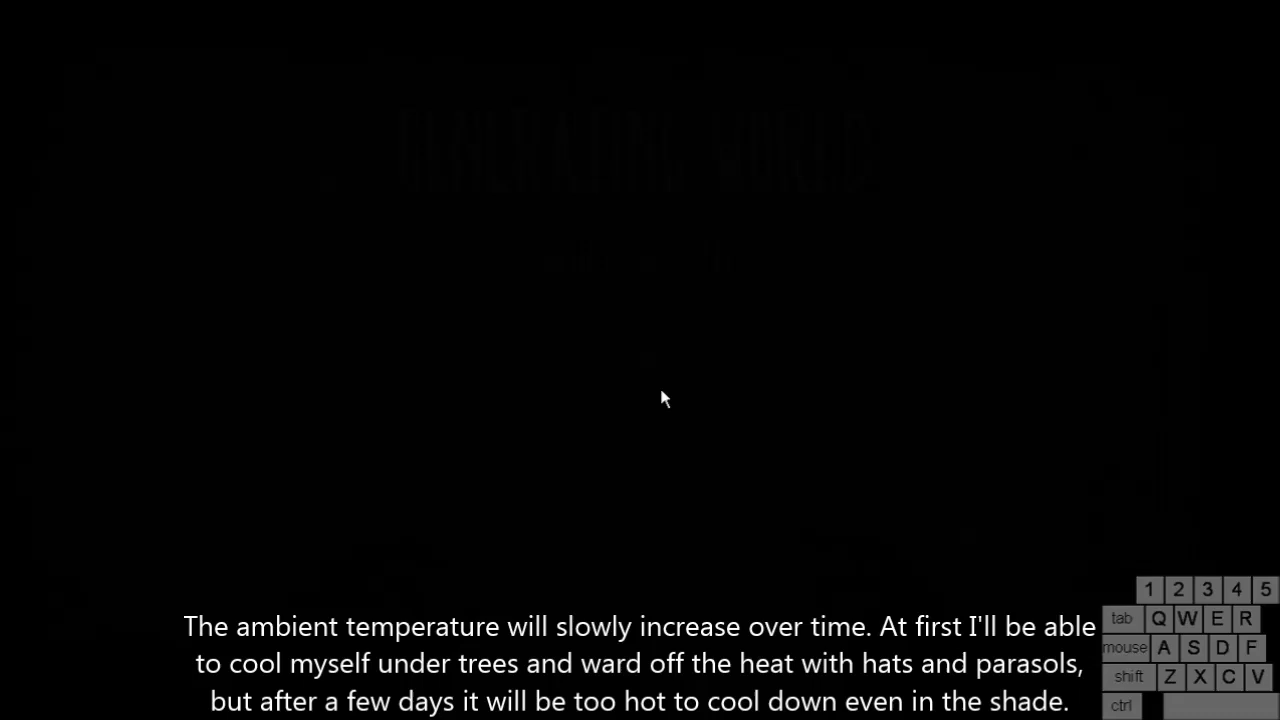 GENERATING WORLD
The ambient temperature will slowly increase over time. At first I'll be able
to cool myself under trees and ward off the heat with hats and parasols,
but after a few days it will be too hot to cool down even in the shade.
1 2 3 4 5
tab Q W E R
mouse A S D F
shift Z X C V
ctrl